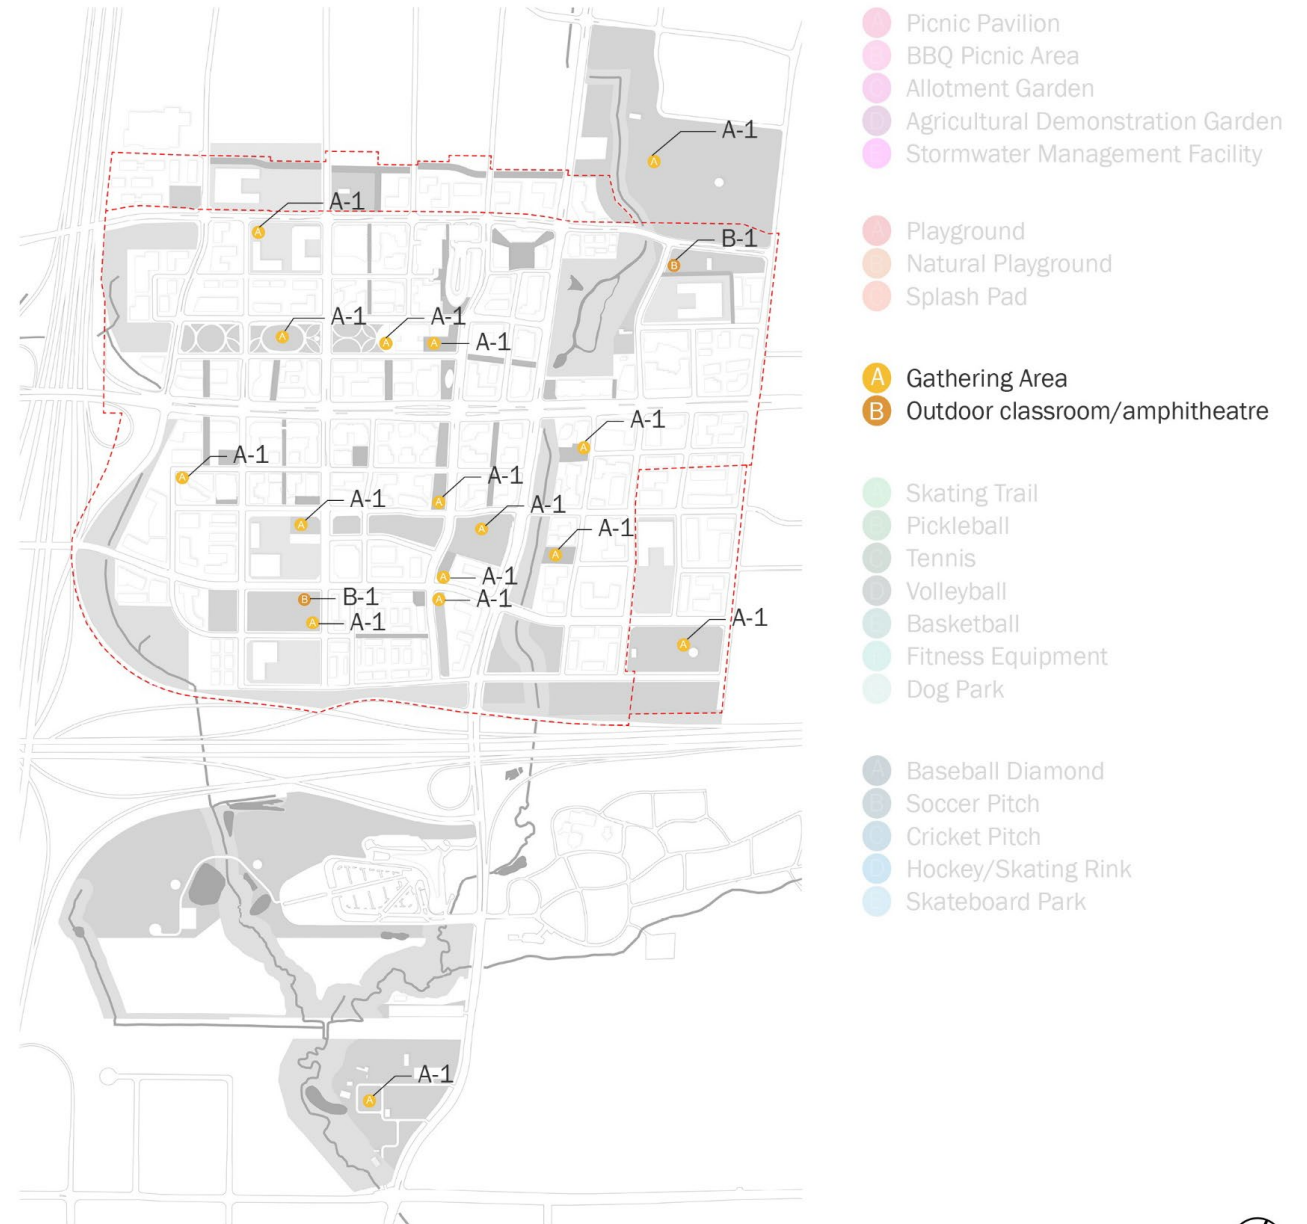 Picnic Pavilion
BBQ Picnic Area
Allotment Garden
D Agricultural Demonstration Garden
Stormwater Management Facility
A Playground
Natural Playground
Splash Pad
A Gathering Area
B Outdoor classroom/amphitheatre
Skating Trail
B Pickleball
Tennis
D Volleyball
Basketball
Fitness Equipment
Dog Park
A Baseball Diamond
B Soccer Pitch
Cricket Pitch
D Hockey/Skating Rink
Skateboard Park
A-1
A
A-1
A
B-1
B
A-1
A
A-1
A
A-1
A
A-1
A
A-1
A
A-1
A
A-1
A
A-1
A
A-1
A
A-1
A
B-1
B
A-1
A
A-1
A
A-1
A
A-1
A